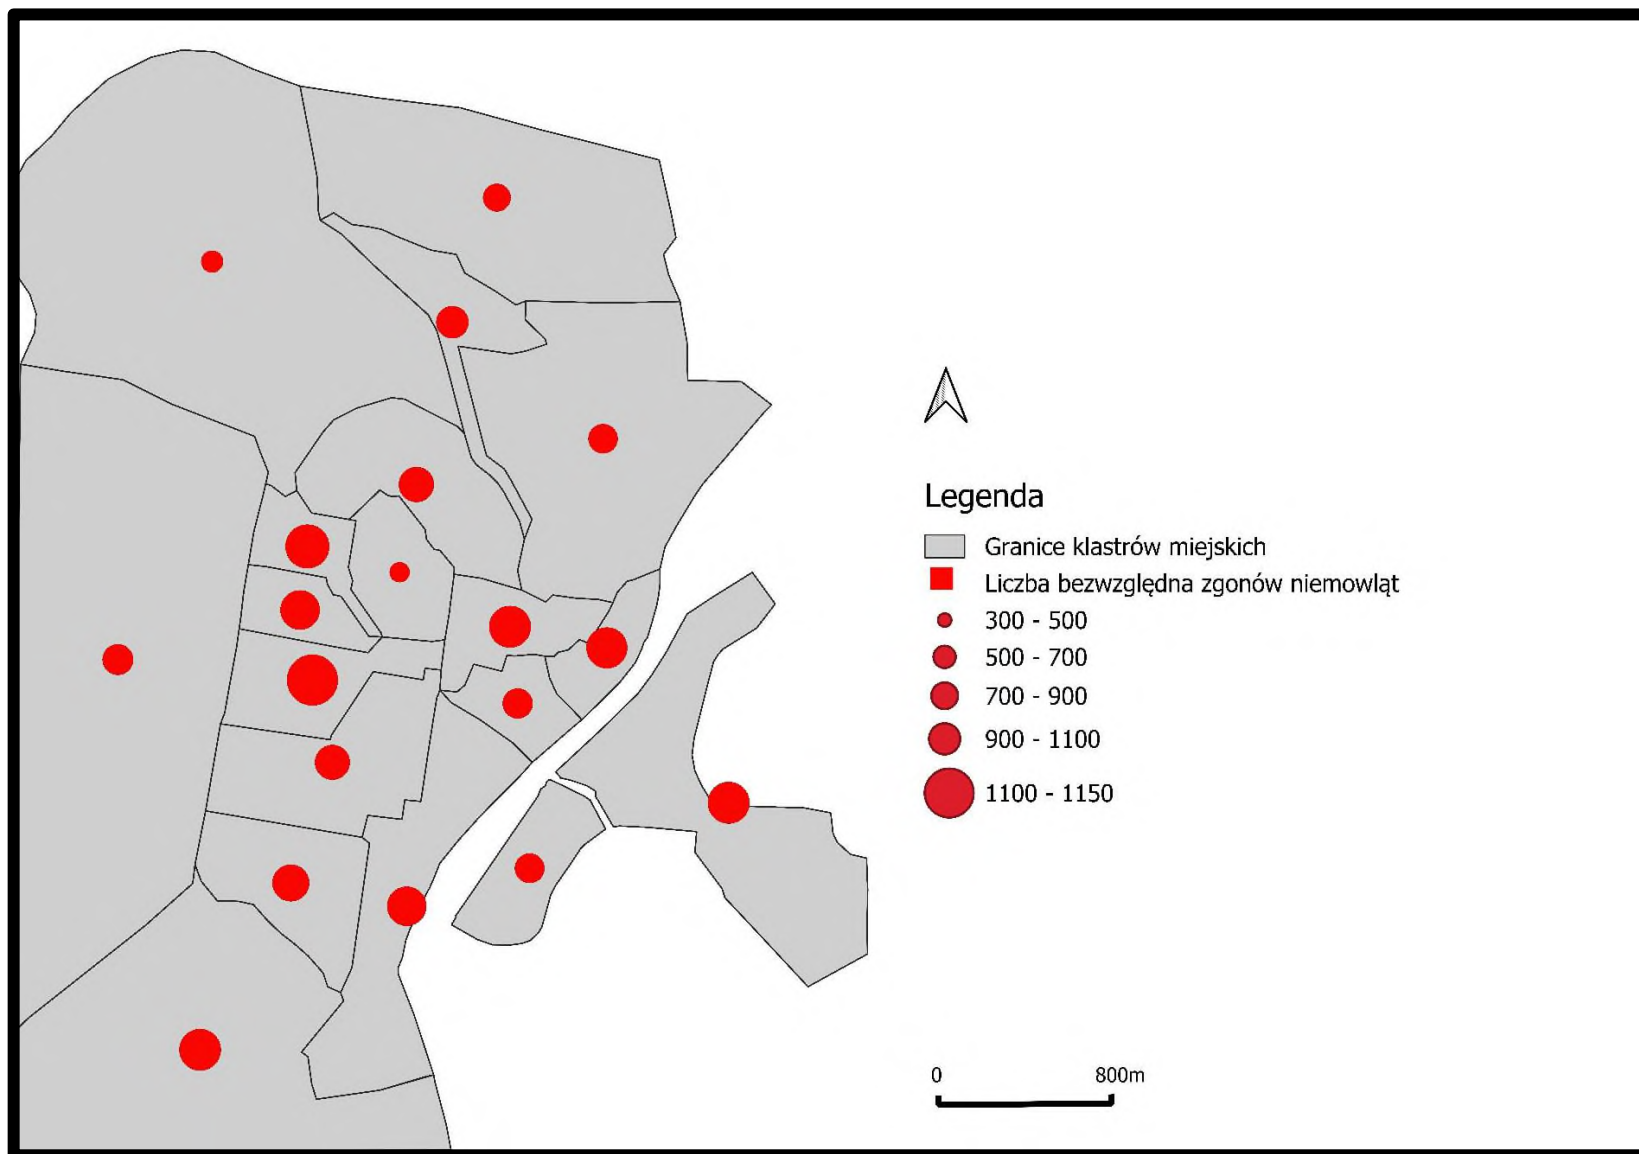 Legenda
Granice klastrów miejskich
Liczba bezwzględna zgonów niemowląt
300 - 500
500 - 700
700 - 900
900 - 1100
1100 - 1150
0 800m